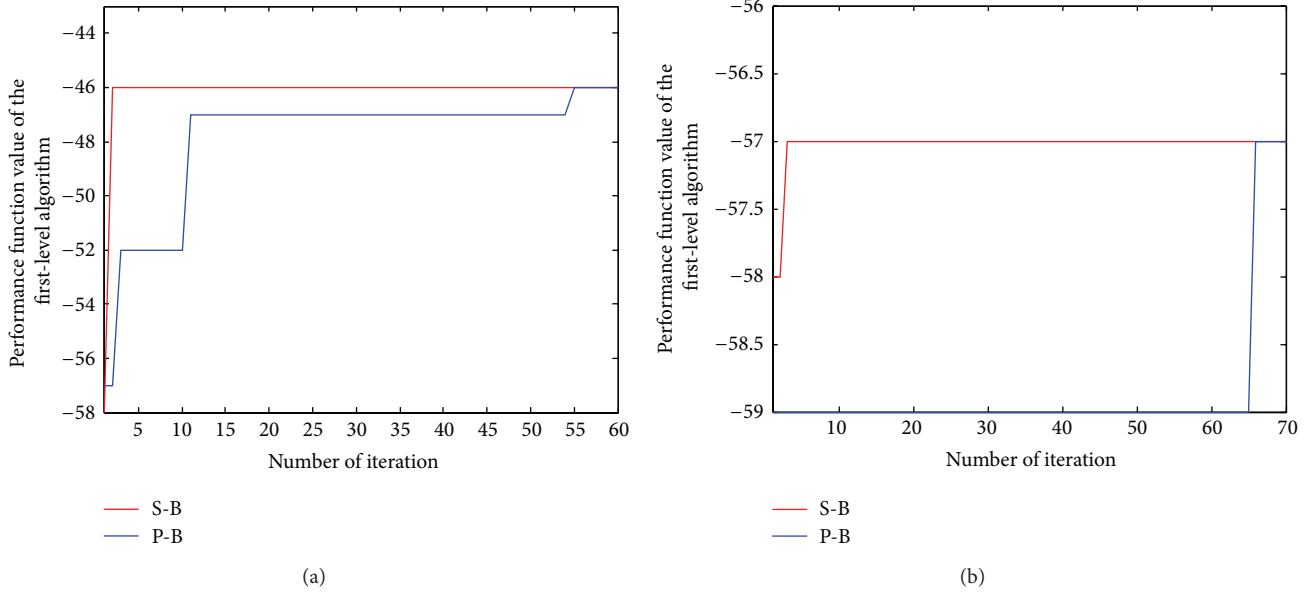 Performance function value of the
first-level algorithm
−44
−46
−48
−50
−52
−54
−56
−58
5
10
15
20
25
30
35
40
45
50
55
60
Number of iteration
S-B
P-B
(a)
Performance function value of the
first-level algorithm
−56
−56.5
−57
−57.5
−58
−58.5
−59
10
20
30
40
50
60
70
Number of iteration
S-B
P-B
(b)